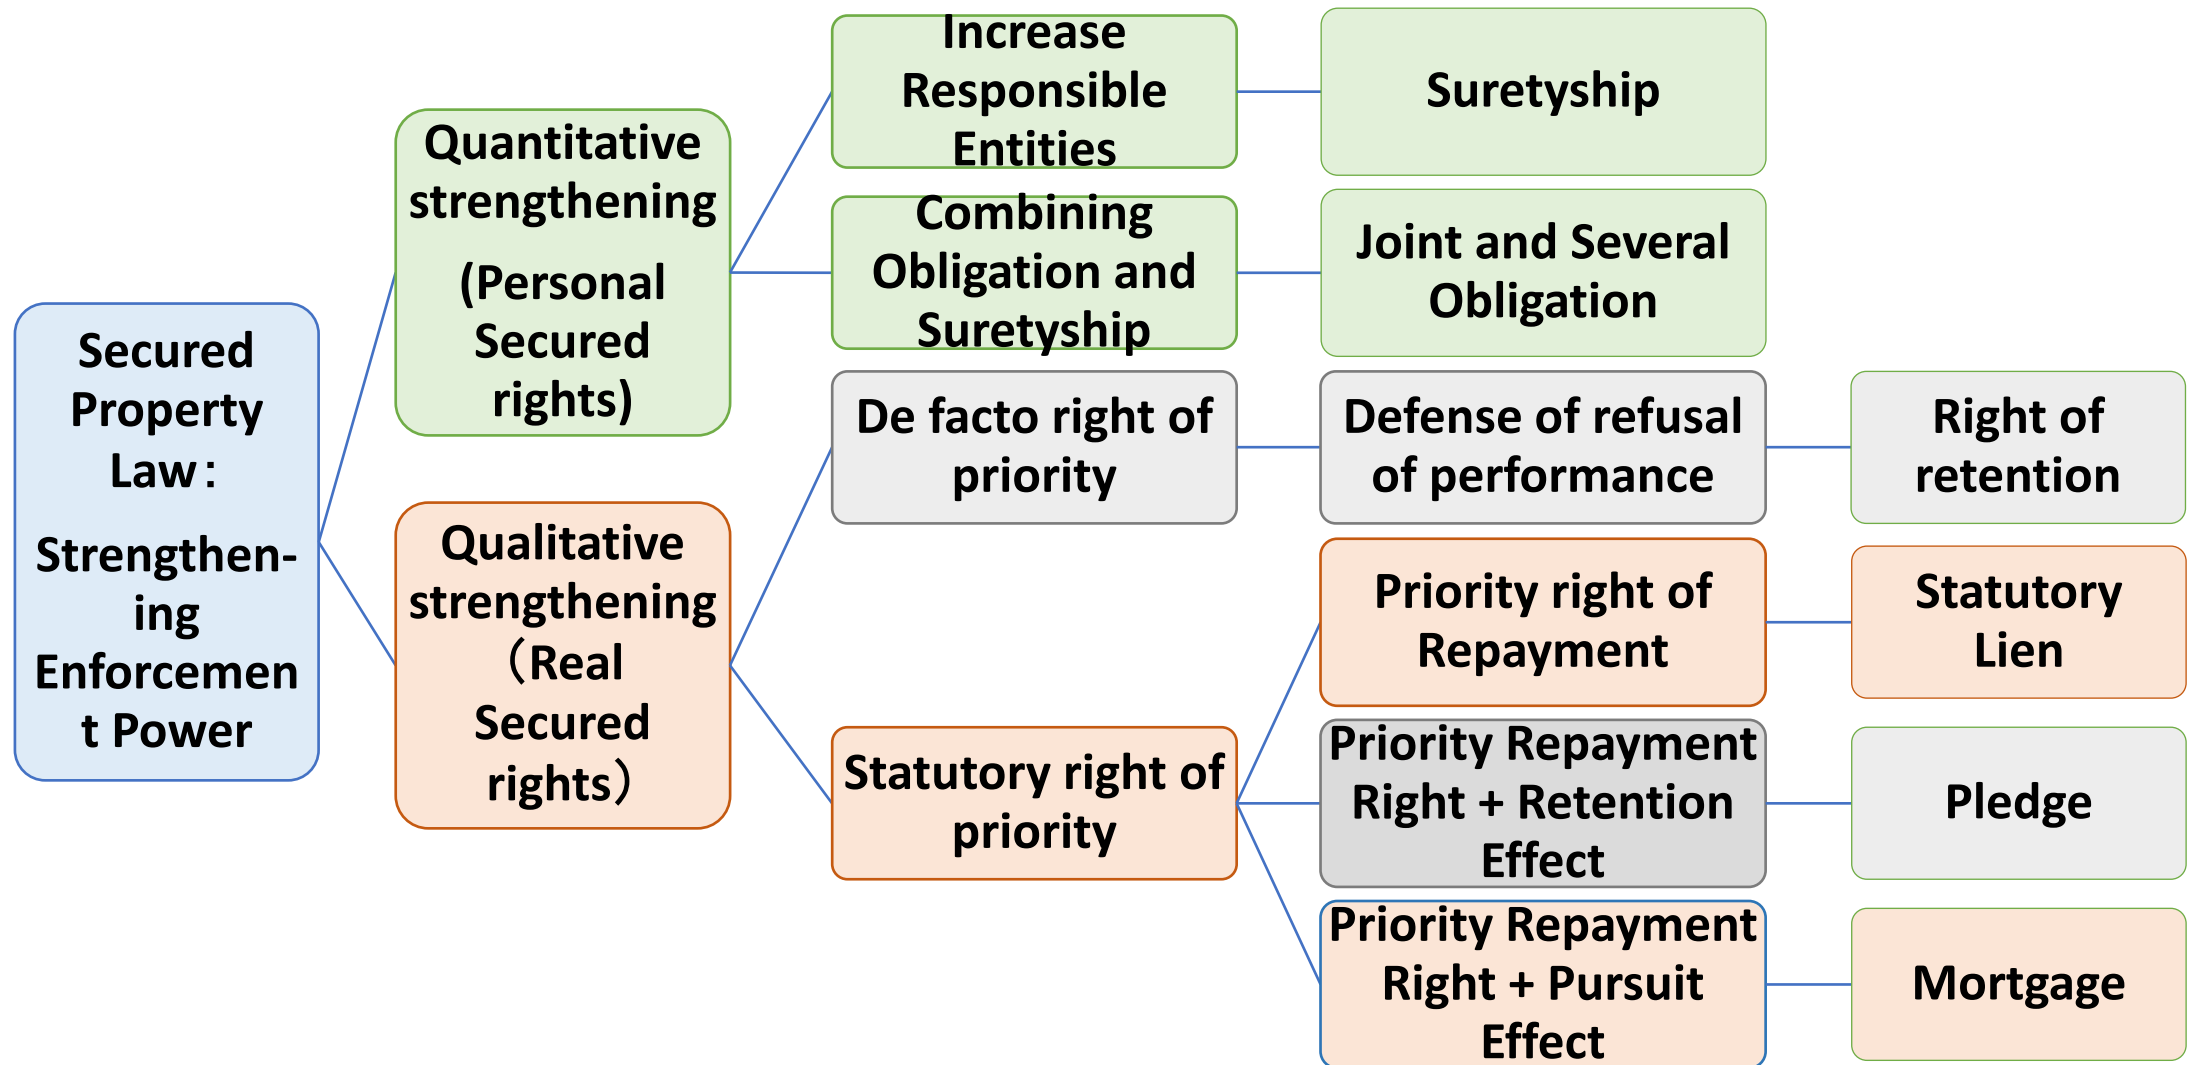 Secured
Property
Law：
Strengthen-
ing
Enforcemen
t Power
Quantitative
strengthening
(Personal
Secured
rights)
Qualitative
strengthening
（Real
Secured
rights）
Increase
Responsible
Entities
Suretyship
Combining
Obligation and
Suretyship
Joint and Several
Obligation
De facto right of
priority
Defense of refusal
of performance
Right of
retention
Statutory right of
priority
Priority right of
Repayment
Statutory
Lien
Priority Repayment
Right + Retention
Effect
Pledge
Priority Repayment
Right + Pursuit
Effect
Mortgage